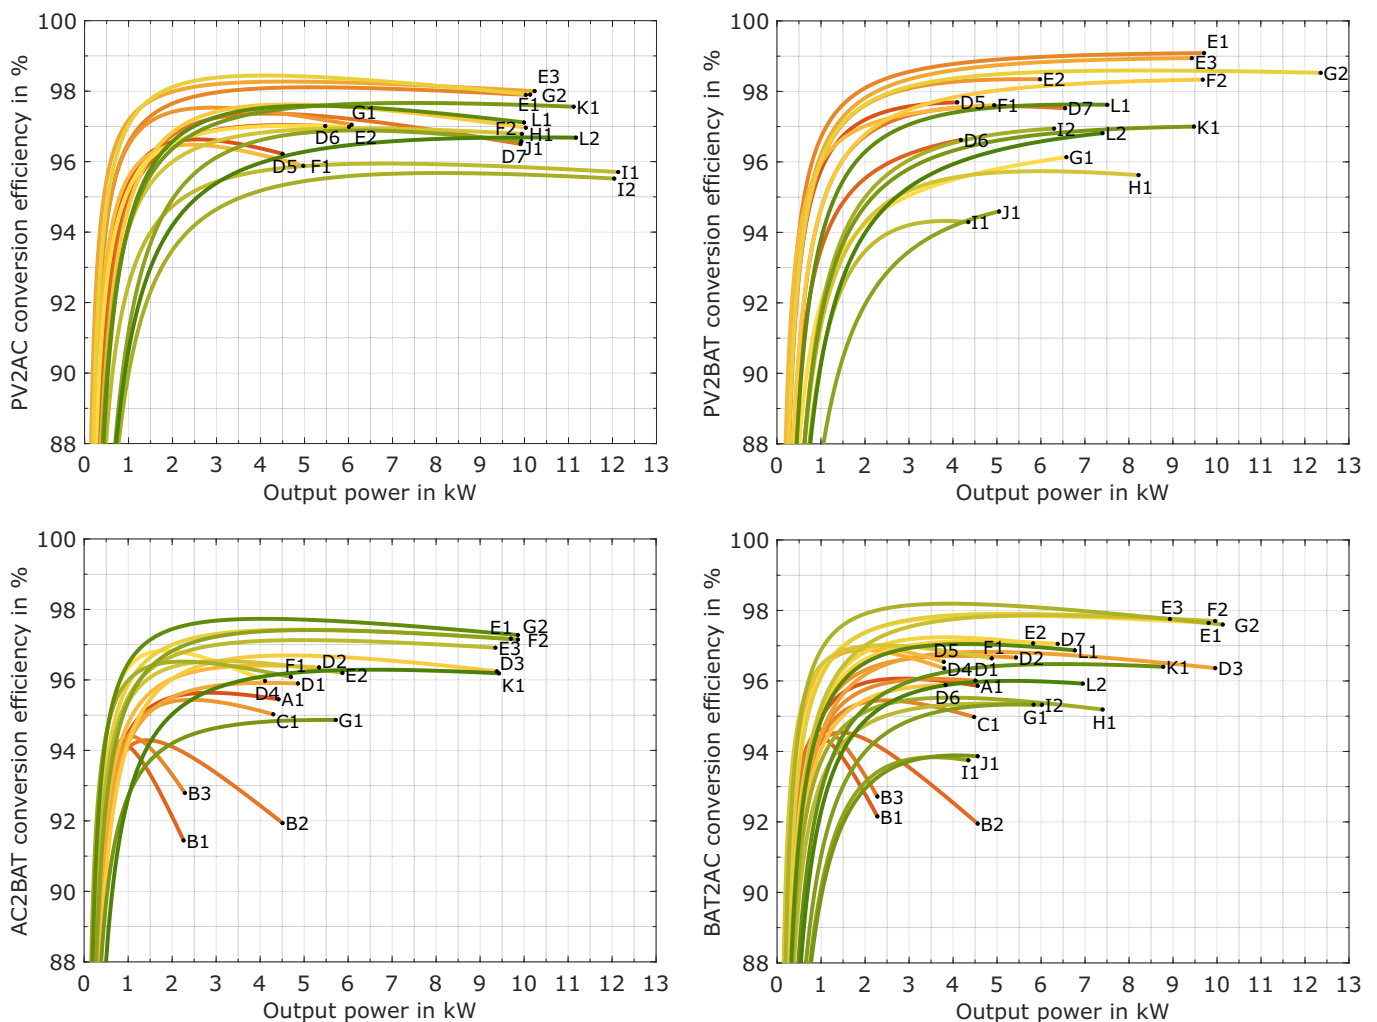 PV2AC conversion efficiency in %
100
98
96
94
92
90
88
E3
G2
E1
K1
G1
L1
F2
H1
D6
E2
L2
J1
D7
D5
F1
I1
I2
0 1 2 3 4 5 6 7 8 9 10 11 12 13
Output power in kW
PV2BAT conversion efficiency in %
100
98
96
94
92
90
88
E1
E3
G2
E2
F2
D5
F1
D7
L1
I2
K1
D6
L2
G1
H1
J1
I1
0 1 2 3 4 5 6 7 8 9 10 11 12 13
Output power in kW
AC2BAT conversion efficiency in %
100
98
96
94
92
90
88
E1
G2
F2
E3
F1
D2
D3
E2
D4
D1
K1
A1
C1
G1
B3
B2
B1
0 1 2 3 4 5 6 7 8 9 10 11 12 13
Output power in kW
BAT2AC conversion efficiency in %
100
98
96
94
92
90
88
E3
F2
E1
G2
E2
D7
D5
F1
L1
D2
D4
D1
K1
D3
A1
L2
D6
I2
G1
H1
C1
J1
I1
B3
B1
B2
0 1 2 3 4 5 6 7 8 9 10 11 12 13
Output power in kW